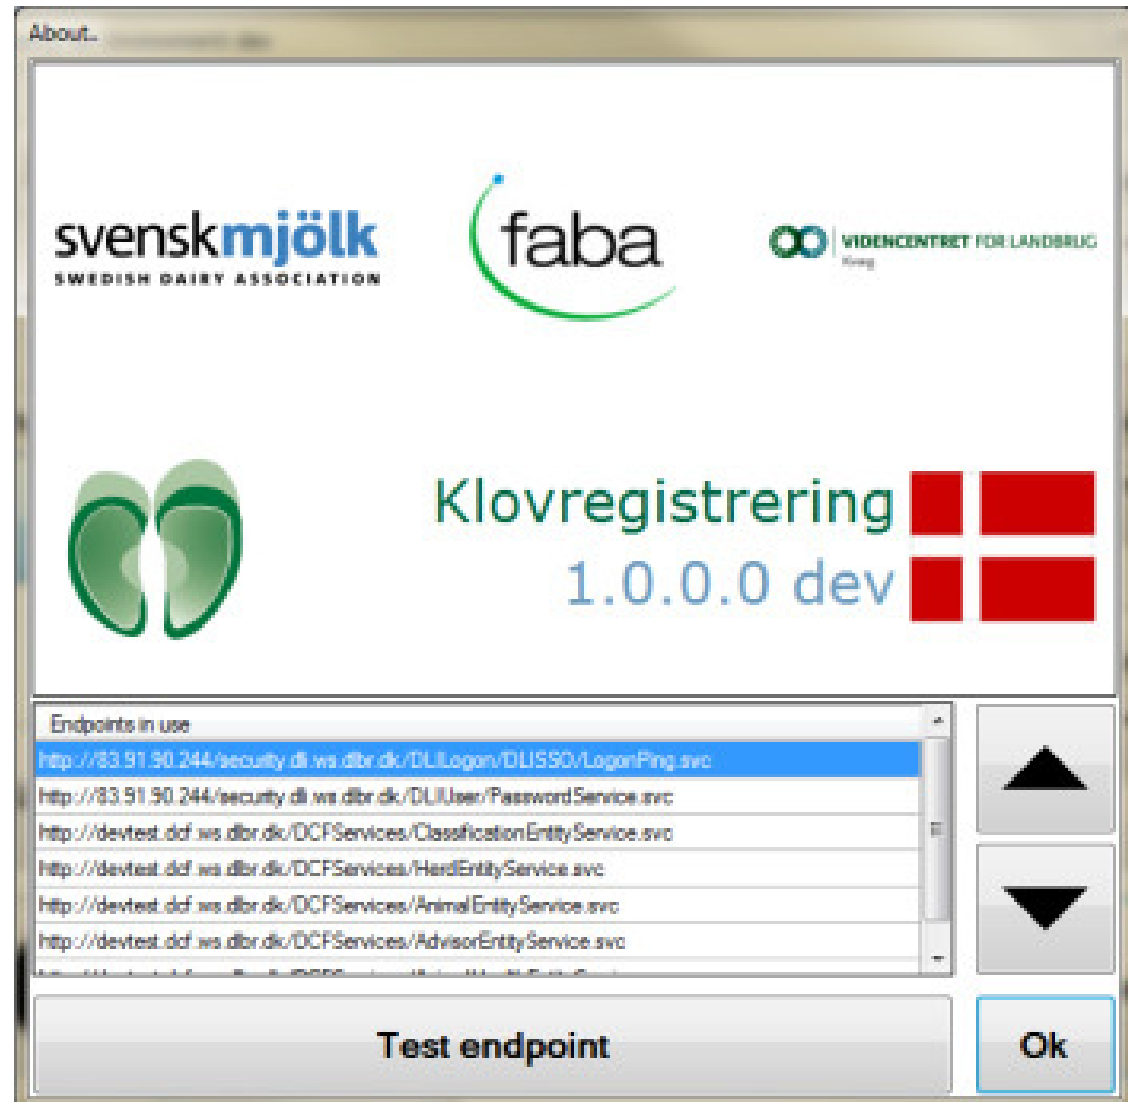 About..
svenskmjölk
SWEDISH DAIRY ASSOCIATION
faba
VIDENCENTRET FOR LANDBRUG
Kvæg
Klovregistrering
1.0.0.0 dev
Endpoints in use
http://83.91.90.244/security.dli.ws.dlbr.dk/DLILogon/DLISSO/LogonPing.svc
http://83.91.90.244/security.dli.ws.dlbr.dk/DLIUser/PasswordService.svc
http://devtest.dcf.ws.dlbr.dk/DCFServices/ClassificationEntityService.svc
http://devtest.dcf.ws.dlbr.dk/DCFServices/HerdEntityService.svc
http://devtest.dcf.ws.dlbr.dk/DCFServices/AnimalEntityService.svc
http://devtest.dcf.ws.dlbr.dk/DCFServices/AdvisorEntityService.svc
Test endpoint
Ok